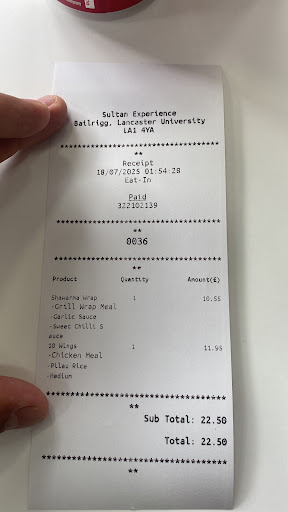 Sultan Experience
Bailrigg, Lancaster University
LA1 4YA
**********************************
**
Receipt
18/07/2025 01:54:28
Eat-In
Paid
322102139
**********************************
**
0036
**********************************
**
Product Quantity Amount(£)
Shawarma Wrap 1 10.55
-Grill Wrap Meal
-Garlic Sauce
-Sweet Chilli S
auce
10 Wings 1 11.95
-Chicken Meal
-Pilau Rice
-Medium
**********************************
**
Sub Total: 22.50
Total: 22.50
**********************************
**